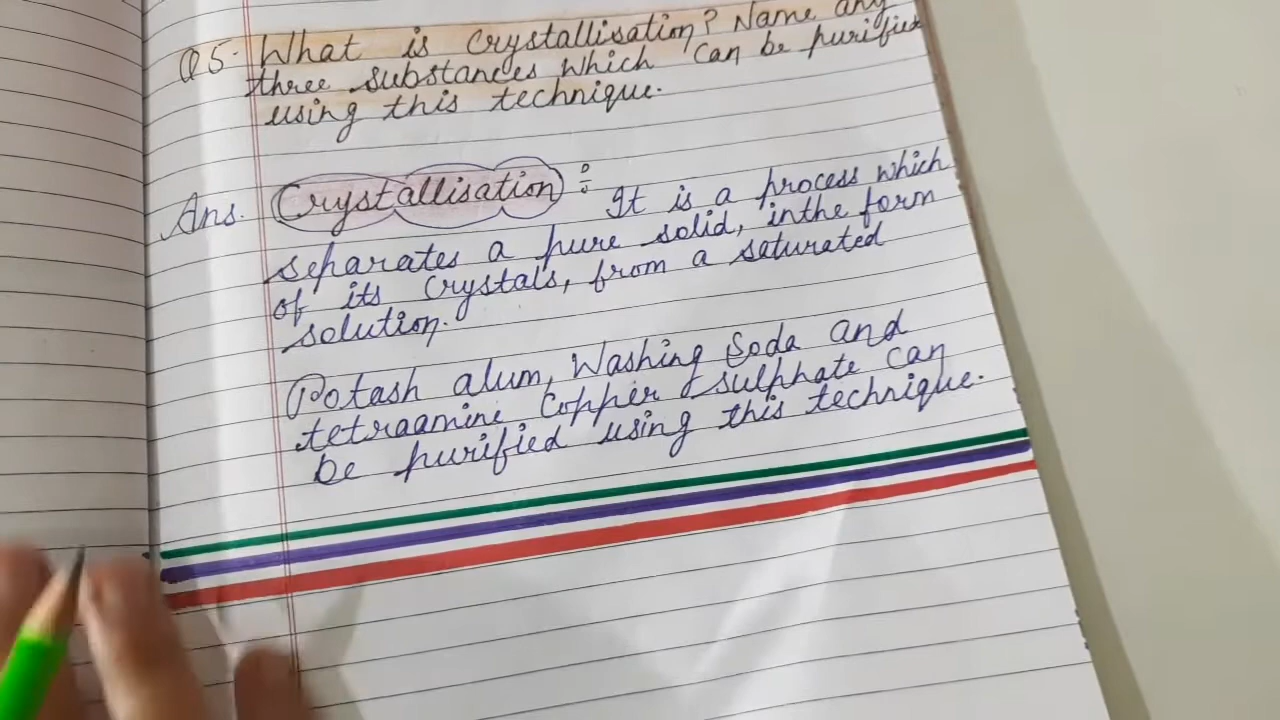 Q5. What is Crystallisation? Name any
three substances which can be purified
using this technique.
Ans. Crystallisation : It is a process which
separates a pure solid, inthe form
of its crystals, from a saturated
solution.
Potash alum, Washing Soda and
tetraamine Copper sulphate can
be purified using this technique.